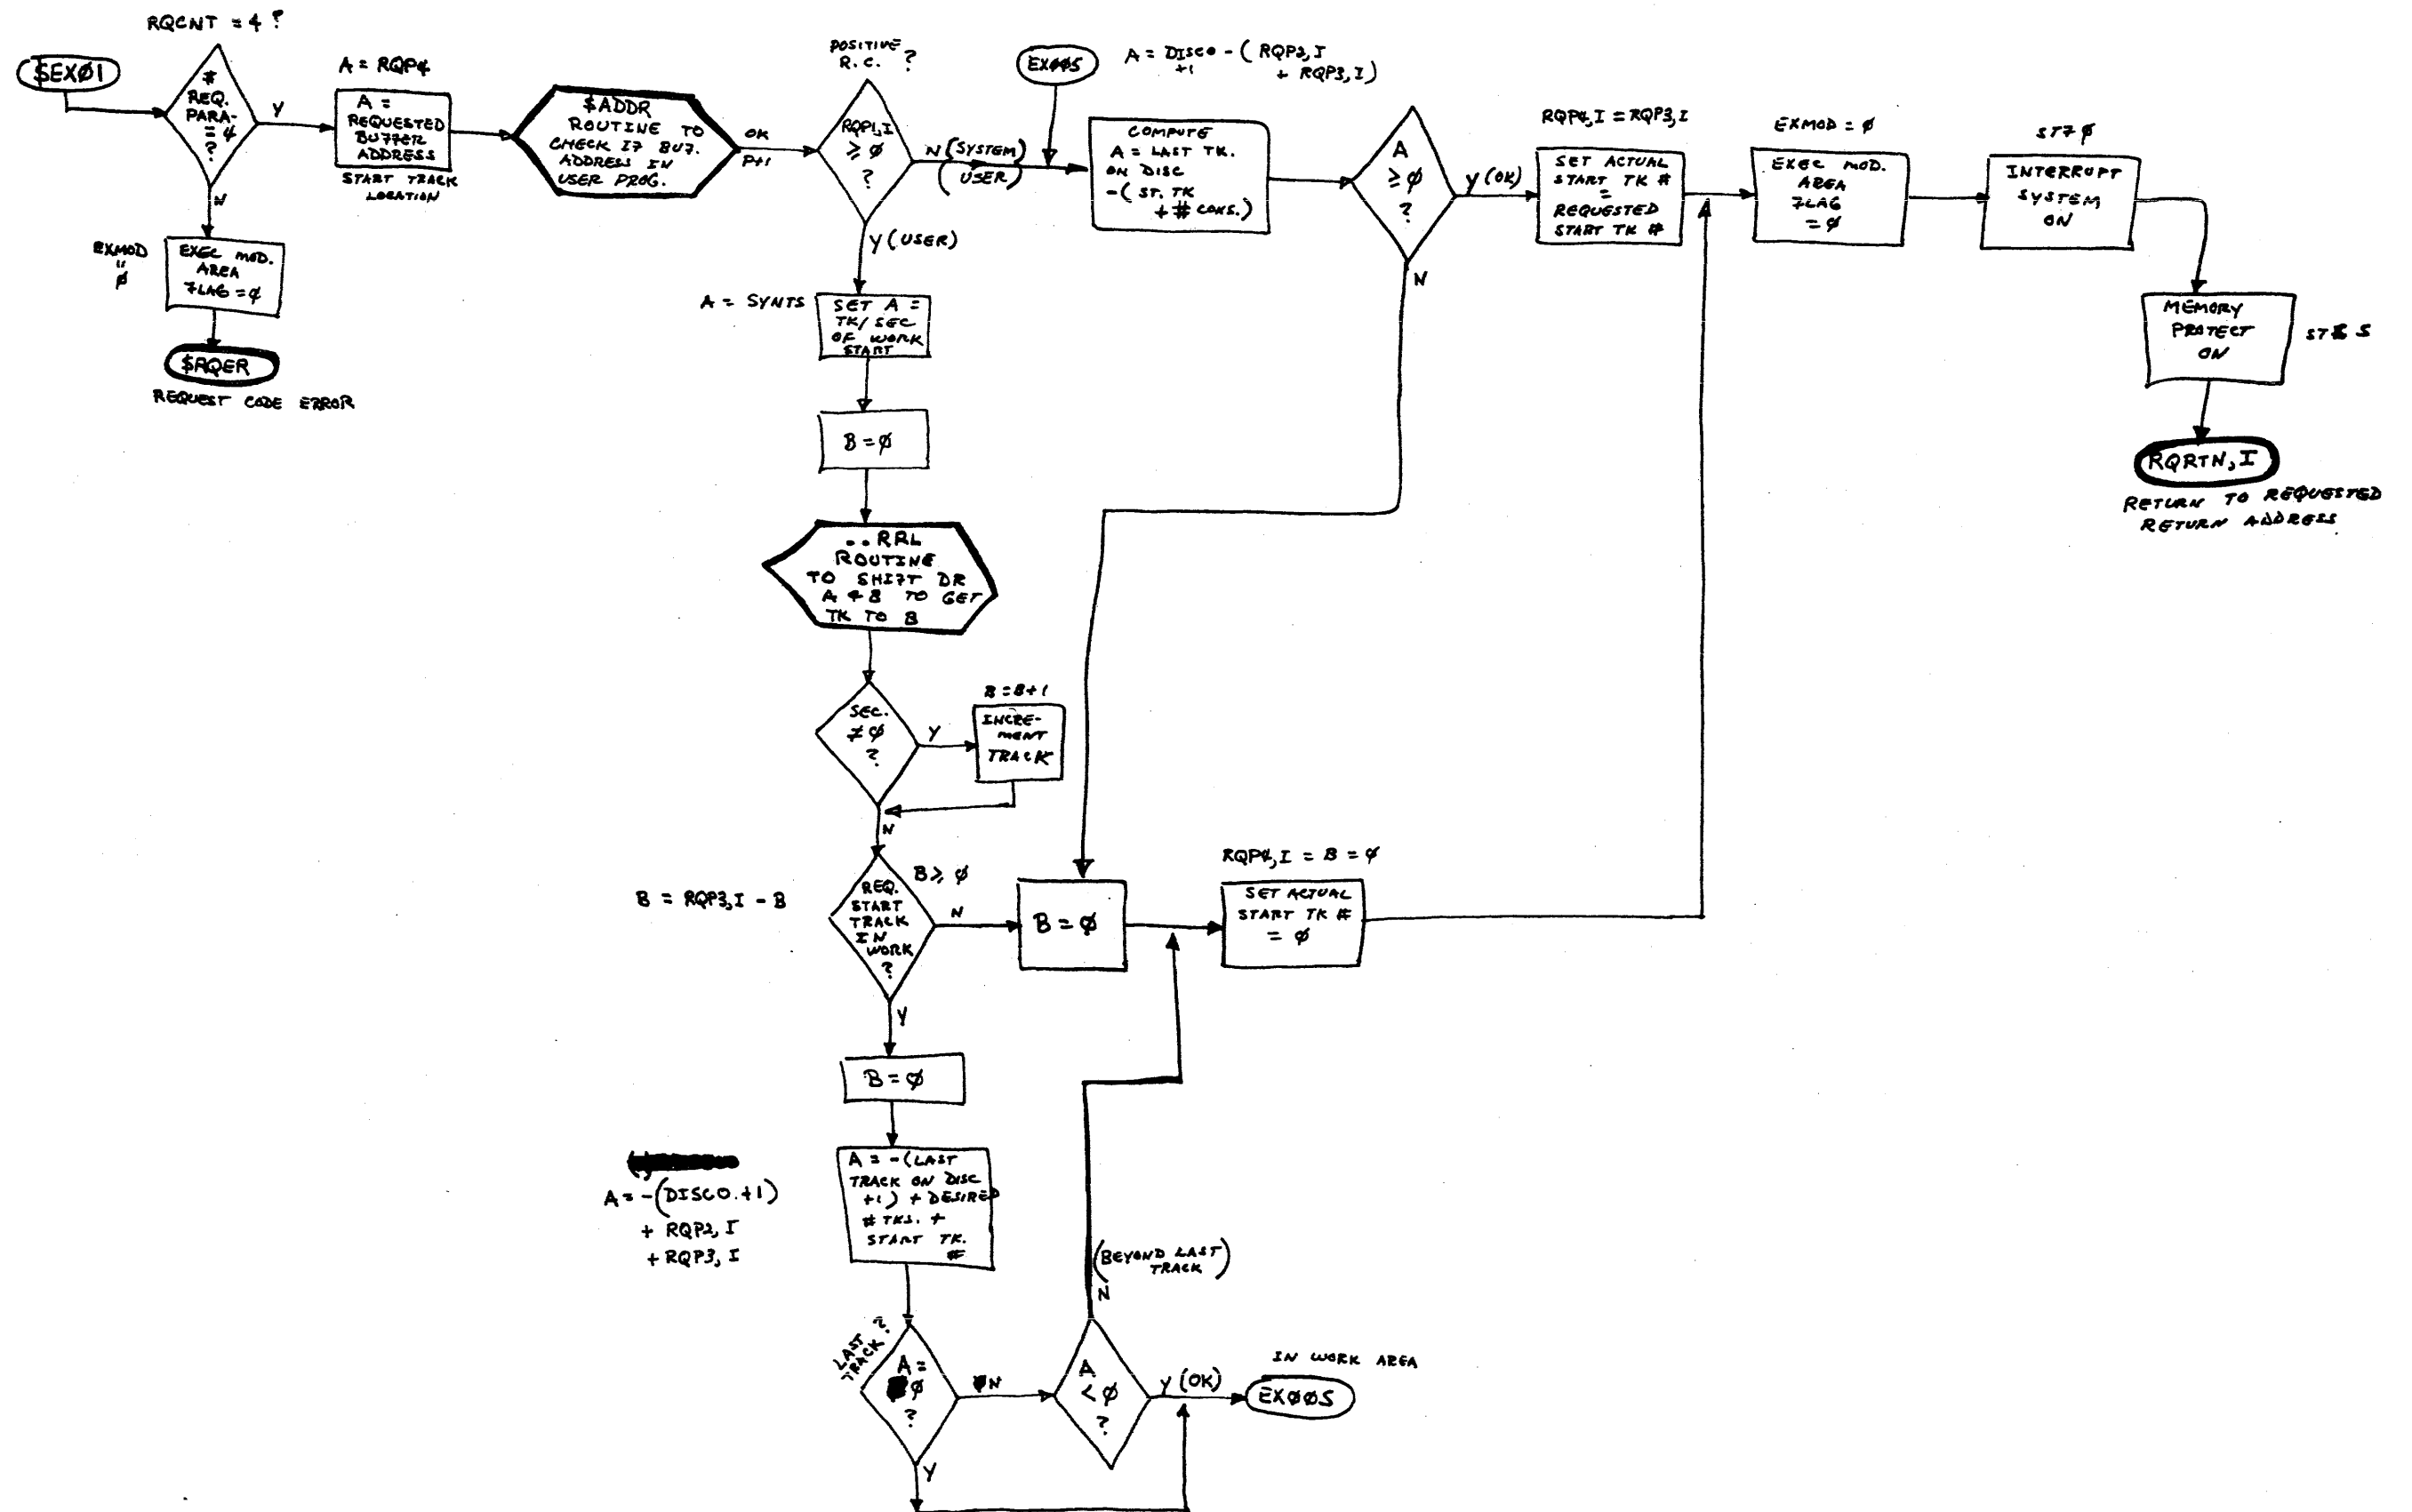 RQCNT = 4 ?
$EXØ1
#
REQ.
PARA-
= 4
?
Y
N
A = RQP4
A =
REQUESTED
BUFFER
ADDRESS
START TRACK
LOCATION
EXMOD
=
Ø
EXEC MOD.
AREA
FLAG = Ø
$RQER
REQUEST CODE ERROR
$ADDR
ROUTINE TO
CHECK IF BUF.
ADDRESS IN
USER PROG.
OK
P+1
POSITIVE
R.C. ?
RQP1,I
≥ Ø
?
N (SYSTEM)
(USER)
Y (USER)
EXØØS
A = DISCO - ( RQP2,I
+1
+ RQP3,I )
COMPUTE
A = LAST TK.
ON DISC
- ( ST. TK
+ # CONS. )
A
≥ Ø
?
Y (OK)
N
RQP4,I = RQP3,I
SET ACTUAL
START TK #
=
REQUESTED
START TK #
EXMOD = Ø
EXEC MOD.
AREA
FLAG
= Ø
STF Ø
INTERRUPT
SYSTEM
ON
MEMORY
PROTECT
ON
5
RQRTN, I
RETURN TO REQUESTED
RETURN ADDRESS
A = SYNTS
SET A =
TK/SEC
OF WORK
START
B = Ø
..RRL
ROUTINE
TO SHIFT DR
A & B TO GET
TK TO B
SEC.
≠ Ø
?
Y
N
B = B+1
INCRE-
MENT
TRACK
B = RQP3,I - B
REQ.
START
TRACK
IN
WORK
?
B ≥ Ø
N
Y
B = Ø
RQP4,I = B = Ø
SET ACTUAL
START TK #
= Ø
B = Ø
A = -(DISCO.+1)
+ RQP2, I
+ RQP3, I
A = -(LAST
TRACK ON DISC
+1) + DESIRED
# TKS. +
START TK.
#
(BEYOND LAST
TRACK)
N
LAST
TRACK ?
A =
Ø
?
N
Y
A
< Ø
?
Y (OK)
IN WORK AREA
EXØØS